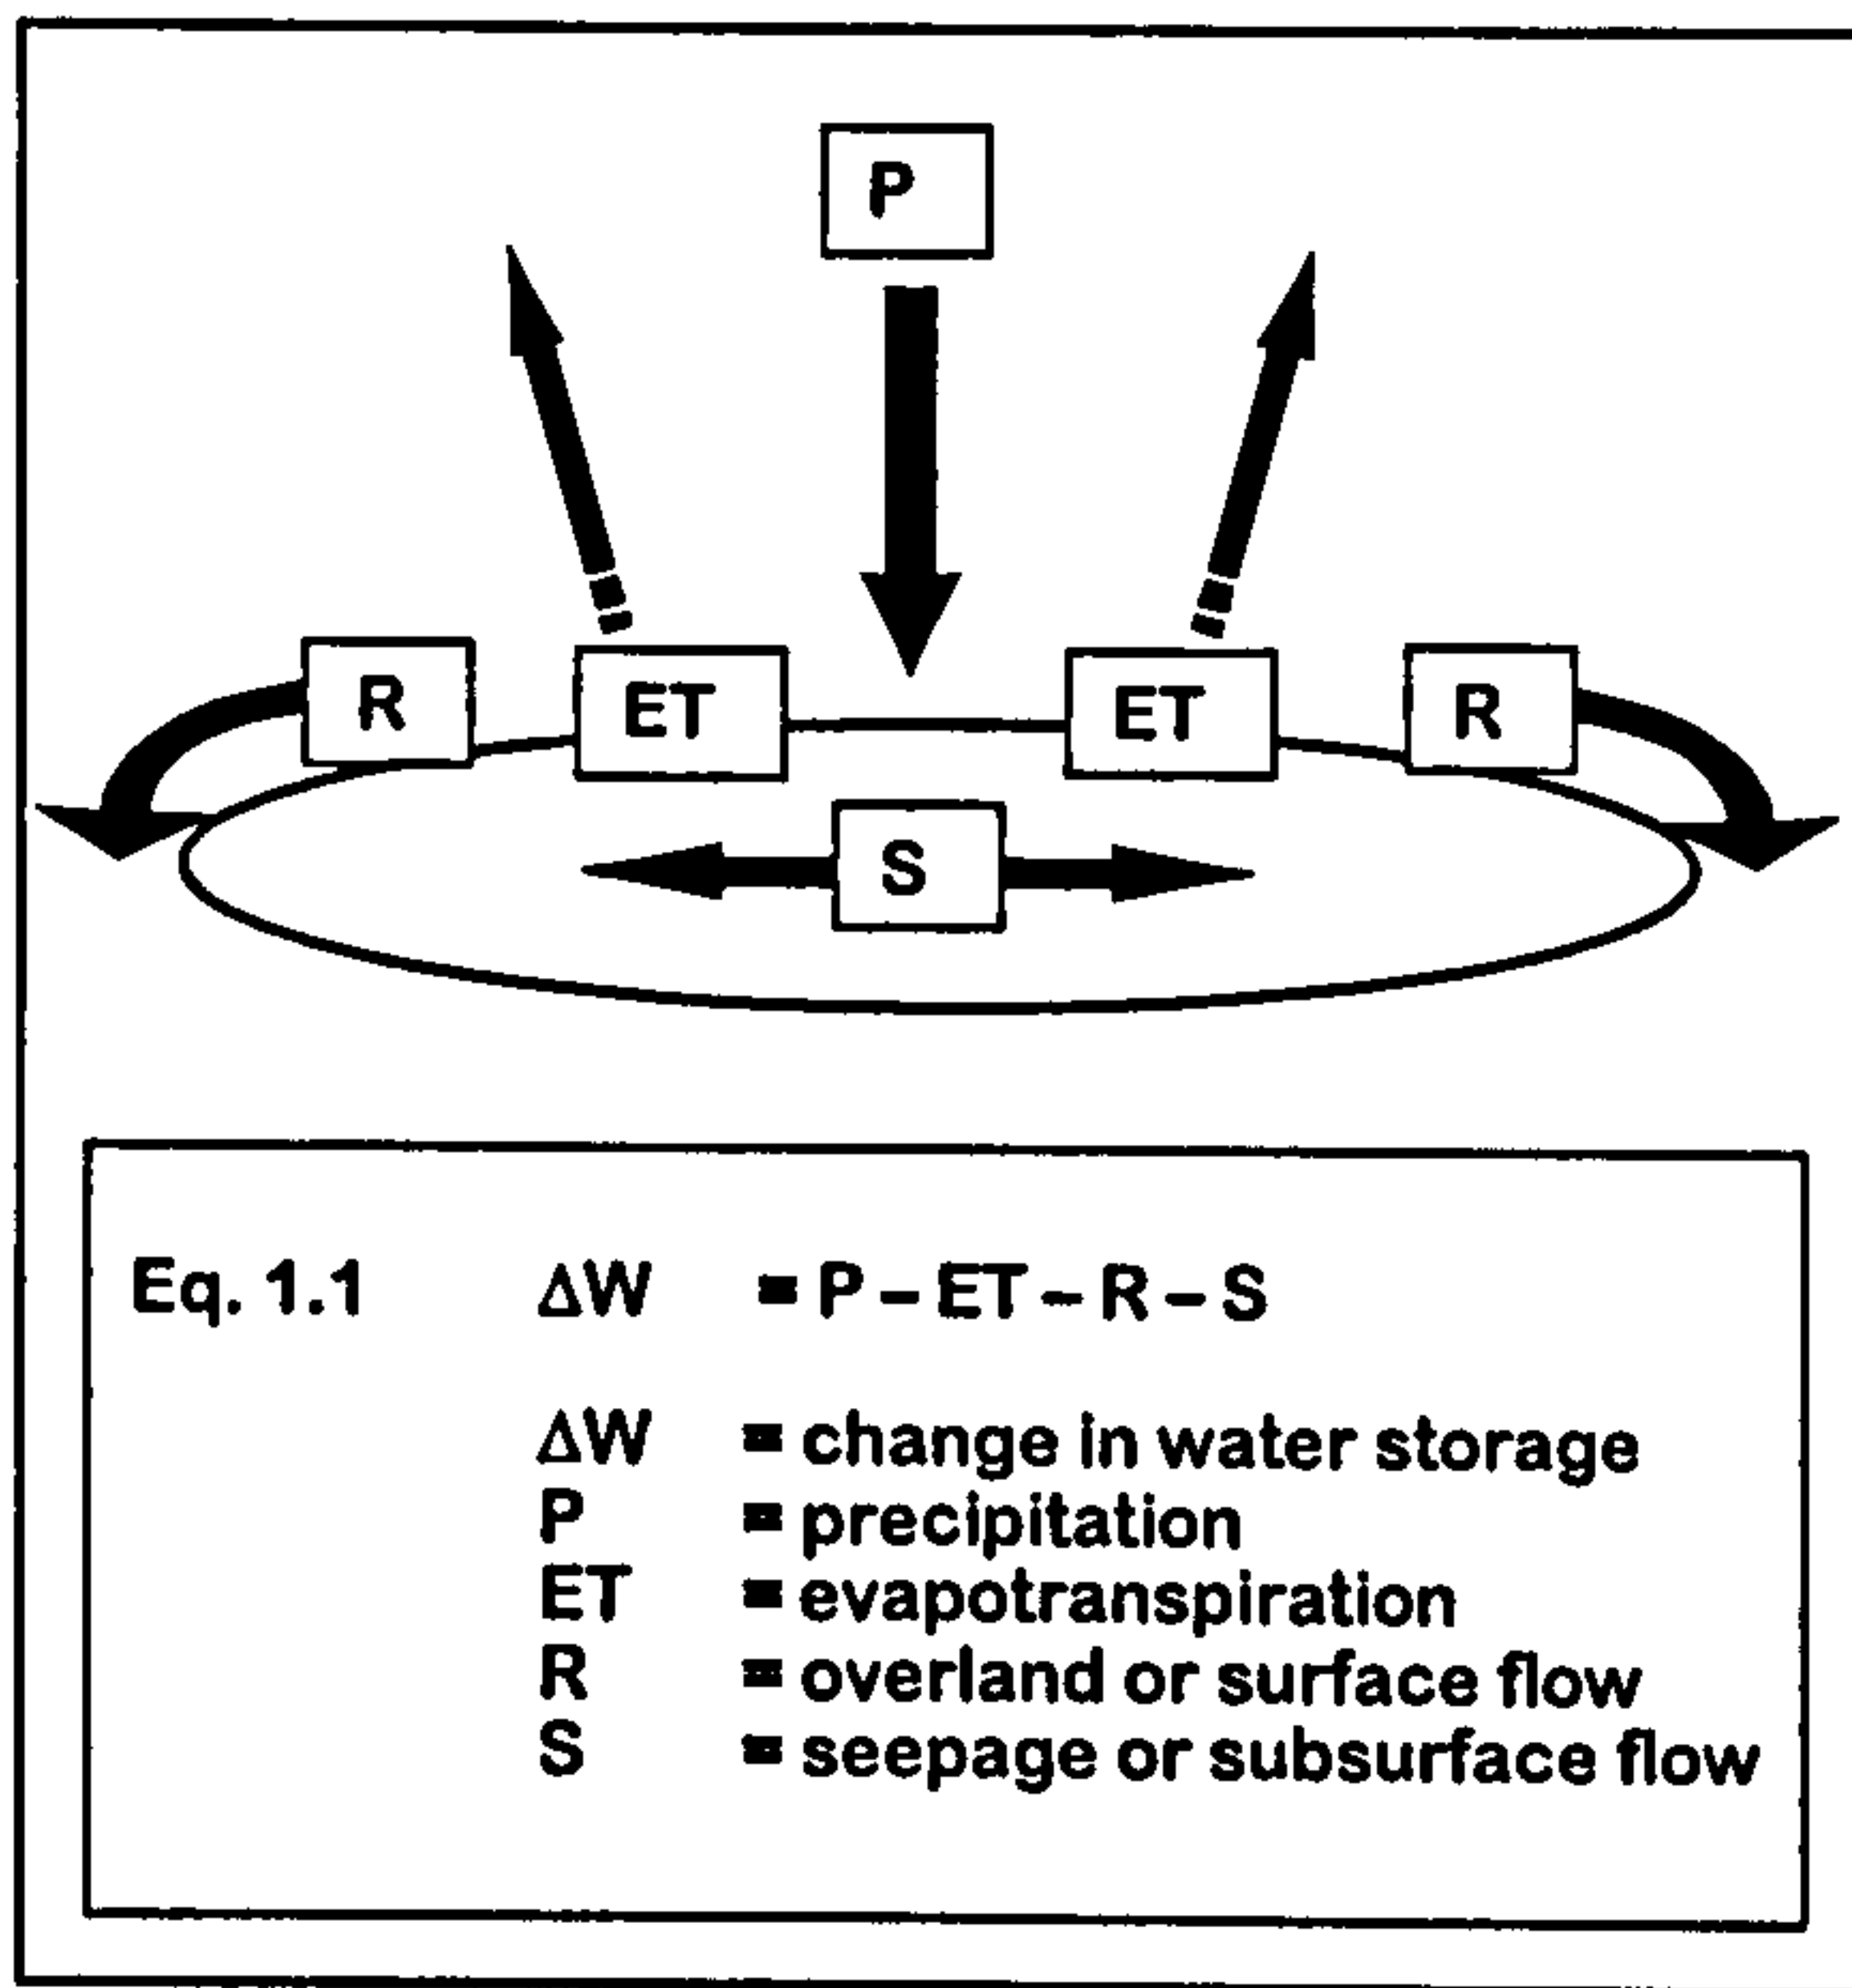 P
R ET ET R
S
Eq. 1.1 ΔW = P – ET – R – S
ΔW = change in water storage
P = precipitation
ET = evapotranspiration
R = overland or surface flow
S = seepage or subsurface flow